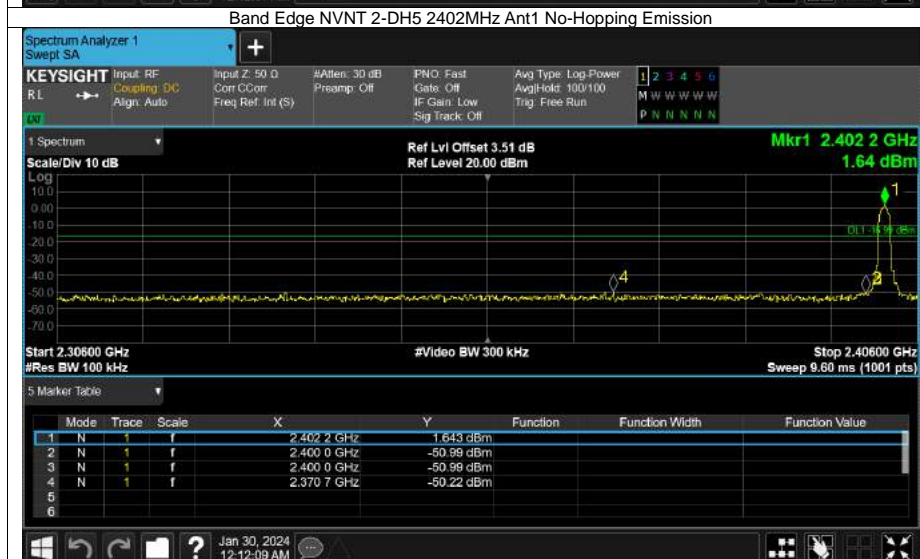 Band Edge NVNT 2-DH5 2402MHz Ant1 No-Hopping Emission
Spectrum Analyzer 1
Swept SA
+
KEYSIGHT Input: RF Input Z: 50 Ω #Atten: 30 dB PNO: Fast Avg Type: Log-Power 1 2 3 4 5 6
RL Coupling: DC Corr CCorr Preamp: Off Gate: Off Avg|Hold: 100/100 M W W W W W
Align: Auto Freq Ref: Int (S) IF Gain: Low Trig: Free Run
Sig Track: Off P N N N N N
1 Spectrum Ref Lvl Offset 3.51 dB Mkr1 2.402 2 GHz
Scale/Div 10 dB Ref Level 20.00 dBm 1.64 dBm
Log
10.0 1
0.00
-10.0
DL1 -16.99 dBm
-20.0
-30.0
-40.0 4 2
-50.0
-60.0
-70.0
Start 2.30600 GHz #Video BW 300 kHz Stop 2.40600 GHz
#Res BW 100 kHz Sweep 9.60 ms (1001 pts)
5 Marker Table
Mode Trace Scale X Y Function Function Width Function Value
1 N 1 f 2.402 2 GHz 1.643 dBm
2 N 1 f 2.400 0 GHz -50.99 dBm
3 N 1 f 2.400 0 GHz -50.99 dBm
4 N 1 f 2.370 7 GHz -50.22 dBm
5
6
? Jan 30, 2024
12:12:09 AM